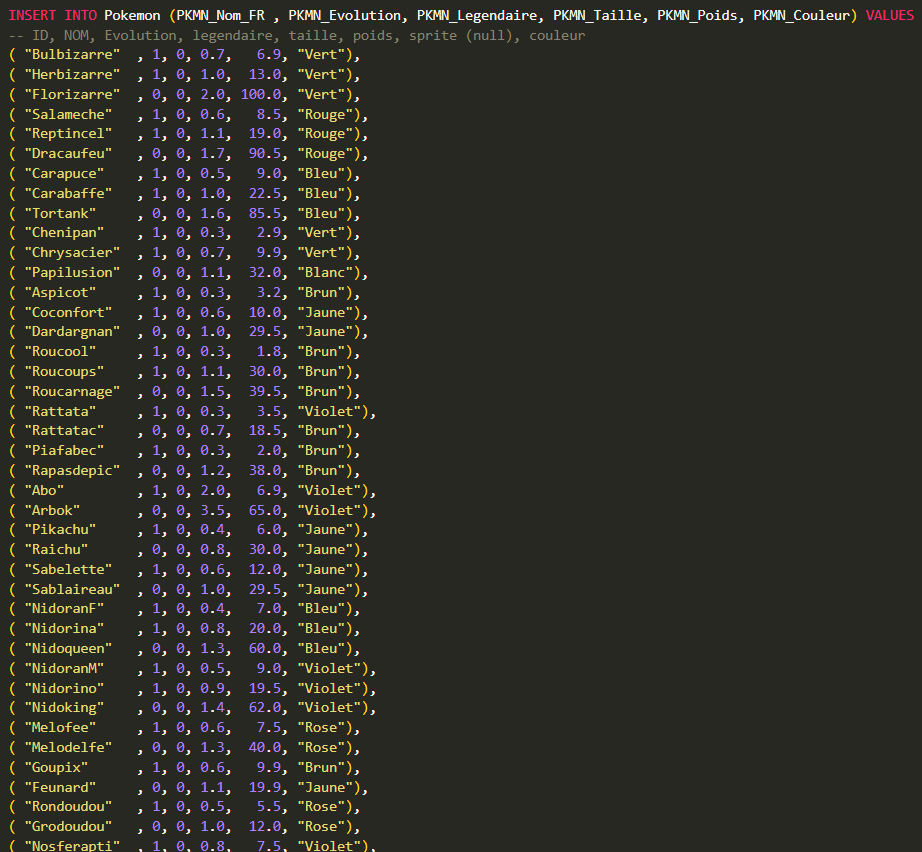 INSERT INTO Pokemon (PKMN_Nom_FR , PKMN_Evolution, PKMN_Legendaire, PKMN_Taille, PKMN_Poids, PKMN_Couleur) VALUES
-- ID, NOM, Evolution, legendaire, taille, poids, sprite (null), couleur
( "Bulbizarre"  , 1, 0, 0.7,   6.9, "Vert"),
( "Herbizarre"  , 1, 0, 1.0,  13.0, "Vert"),
( "Florizarre"  , 0, 0, 2.0, 100.0, "Vert"),
( "Salameche"   , 1, 0, 0.6,   8.5, "Rouge"),
( "Reptincel"   , 1, 0, 1.1,  19.0, "Rouge"),
( "Dracaufeu"   , 0, 0, 1.7,  90.5, "Rouge"),
( "Carapuce"    , 1, 0, 0.5,   9.0, "Bleu"),
( "Carabaffe"   , 1, 0, 1.0,  22.5, "Bleu"),
( "Tortank"     , 0, 0, 1.6,  85.5, "Bleu"),
( "Chenipan"    , 1, 0, 0.3,   2.9, "Vert"),
( "Chrysacier"  , 1, 0, 0.7,   9.9, "Vert"),
( "Papilusion"  , 0, 0, 1.1,  32.0, "Blanc"),
( "Aspicot"     , 1, 0, 0.3,   3.2, "Brun"),
( "Coconfort"   , 1, 0, 0.6,  10.0, "Jaune"),
( "Dardargnan"  , 0, 0, 1.0,  29.5, "Jaune"),
( "Roucool"     , 1, 0, 0.3,   1.8, "Brun"),
( "Roucoups"    , 1, 0, 1.1,  30.0, "Brun"),
( "Roucarnage"  , 0, 0, 1.5,  39.5, "Brun"),
( "Rattata"     , 1, 0, 0.3,   3.5, "Violet"),
( "Rattatac"    , 0, 0, 0.7,  18.5, "Brun"),
( "Piafabec"    , 1, 0, 0.3,   2.0, "Brun"),
( "Rapasdepic"  , 0, 0, 1.2,  38.0, "Brun"),
( "Abo"         , 1, 0, 2.0,   6.9, "Violet"),
( "Arbok"       , 0, 0, 3.5,  65.0, "Violet"),
( "Pikachu"     , 1, 0, 0.4,   6.0, "Jaune"),
( "Raichu"      , 0, 0, 0.8,  30.0, "Jaune"),
( "Sabelette"   , 1, 0, 0.6,  12.0, "Jaune"),
( "Sablaireau"  , 0, 0, 1.0,  29.5, "Jaune"),
( "NidoranF"    , 1, 0, 0.4,   7.0, "Bleu"),
( "Nidorina"    , 1, 0, 0.8,  20.0, "Bleu"),
( "Nidoqueen"   , 0, 0, 1.3,  60.0, "Bleu"),
( "NidoranM"    , 1, 0, 0.5,   9.0, "Violet"),
( "Nidorino"    , 1, 0, 0.9,  19.5, "Violet"),
( "Nidoking"    , 0, 0, 1.4,  62.0, "Violet"),
( "Melofee"     , 1, 0, 0.6,   7.5, "Rose"),
( "Melodelfe"   , 0, 0, 1.3,  40.0, "Rose"),
( "Goupix"      , 1, 0, 0.6,   9.9, "Brun"),
( "Feunard"     , 0, 0, 1.1,  19.9, "Jaune"),
( "Rondoudou"   , 1, 0, 0.5,   5.5, "Rose"),
( "Grodoudou"   , 0, 0, 1.0,  12.0, "Rose"),
( "Nosferapti"  , 1, 0, 0.8,   7.5, "Violet"),